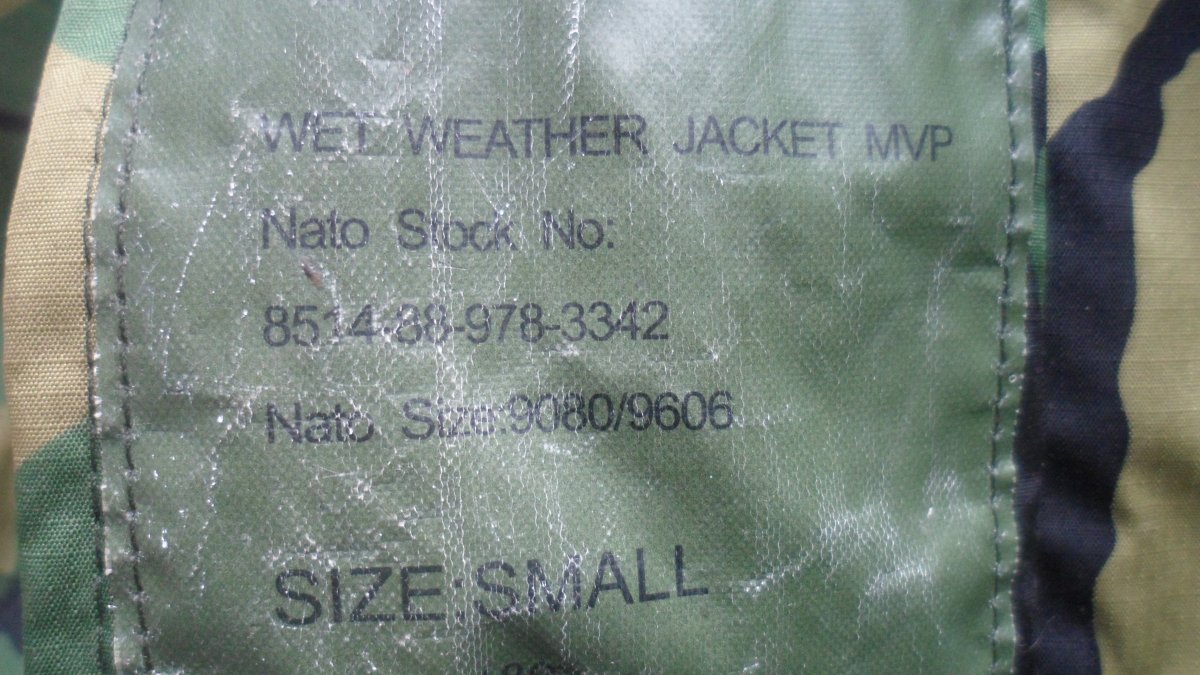 WET WEATHER JACKET MVP
Nato Stock No:
8514-88-978-3342
Nato Size:9080/9606
SIZE:SMALL